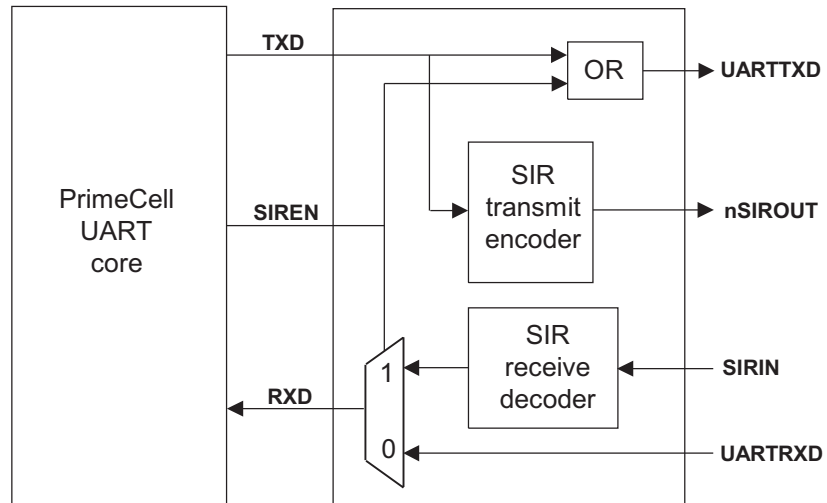 TXD
OR
UARTTXD
PrimeCell
UART
core
SIREN
SIR
transmit
encoder
nSIROUT
RXD
1
0
SIR
receive
decoder
SIRIN
UARTRXD